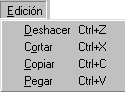 Edición
Deshacer Ctrl+Z
Cortar Ctrl+X
Copiar Ctrl+C
Pegar Ctrl+V